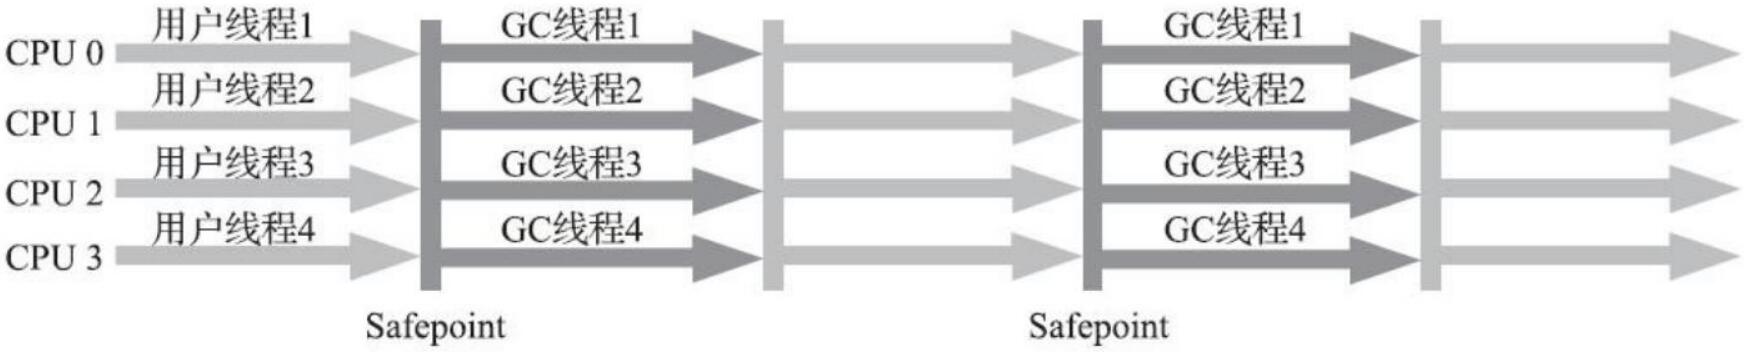 用户线程1 GC线程1 GC线程1
CPU 0
用户线程2 GC线程2 GC线程2
CPU 1
用户线程3 GC线程3 GC线程3
CPU 2
用户线程4 GC线程4 GC线程4
CPU 3
Safepoint Safepoint